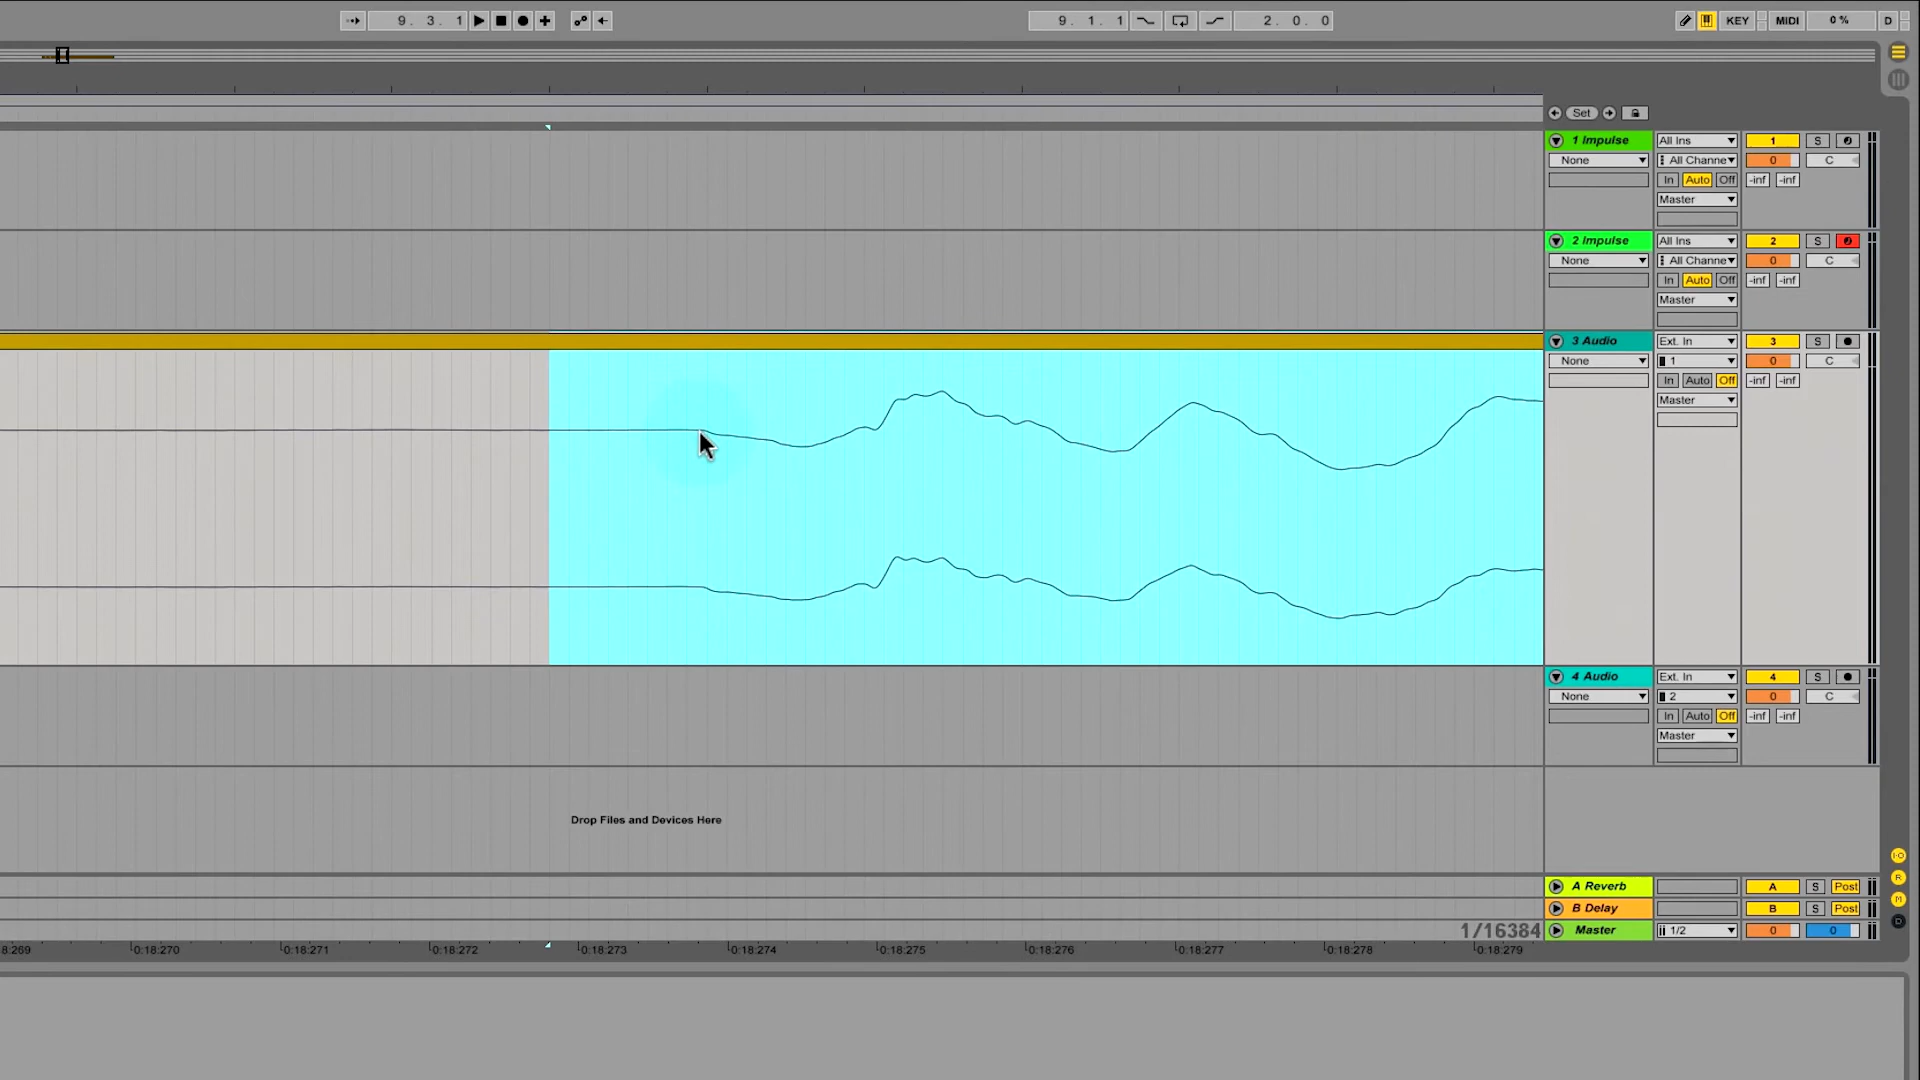 9. 3. 1 9. 1. 1 2. 0. 0 KEY MIDI 0 % D
Set
1 Impulse All Ins 1 S
None All Channe 0 C
In Auto Off -inf -inf
Master
2 Impulse All Ins 2 S
None All Channe 0 C
In Auto Off -inf -inf
Master
3 Audio Ext. In 3 S
None 1 0 C
In Auto Off -inf -inf
Master
4 Audio Ext. In 4 S
None 2 0 C
In Auto Off -inf -inf
Master
Drop Files and Devices Here
I·O
R
M
D
A Reverb A S Post
B Delay B S Post
1/16384 Master 1/2 0 0
8:269 0:18:270 0:18:271 0:18:272 0:18:273 0:18:274 0:18:275 0:18:276 0:18:277 0:18:278 0:18:279